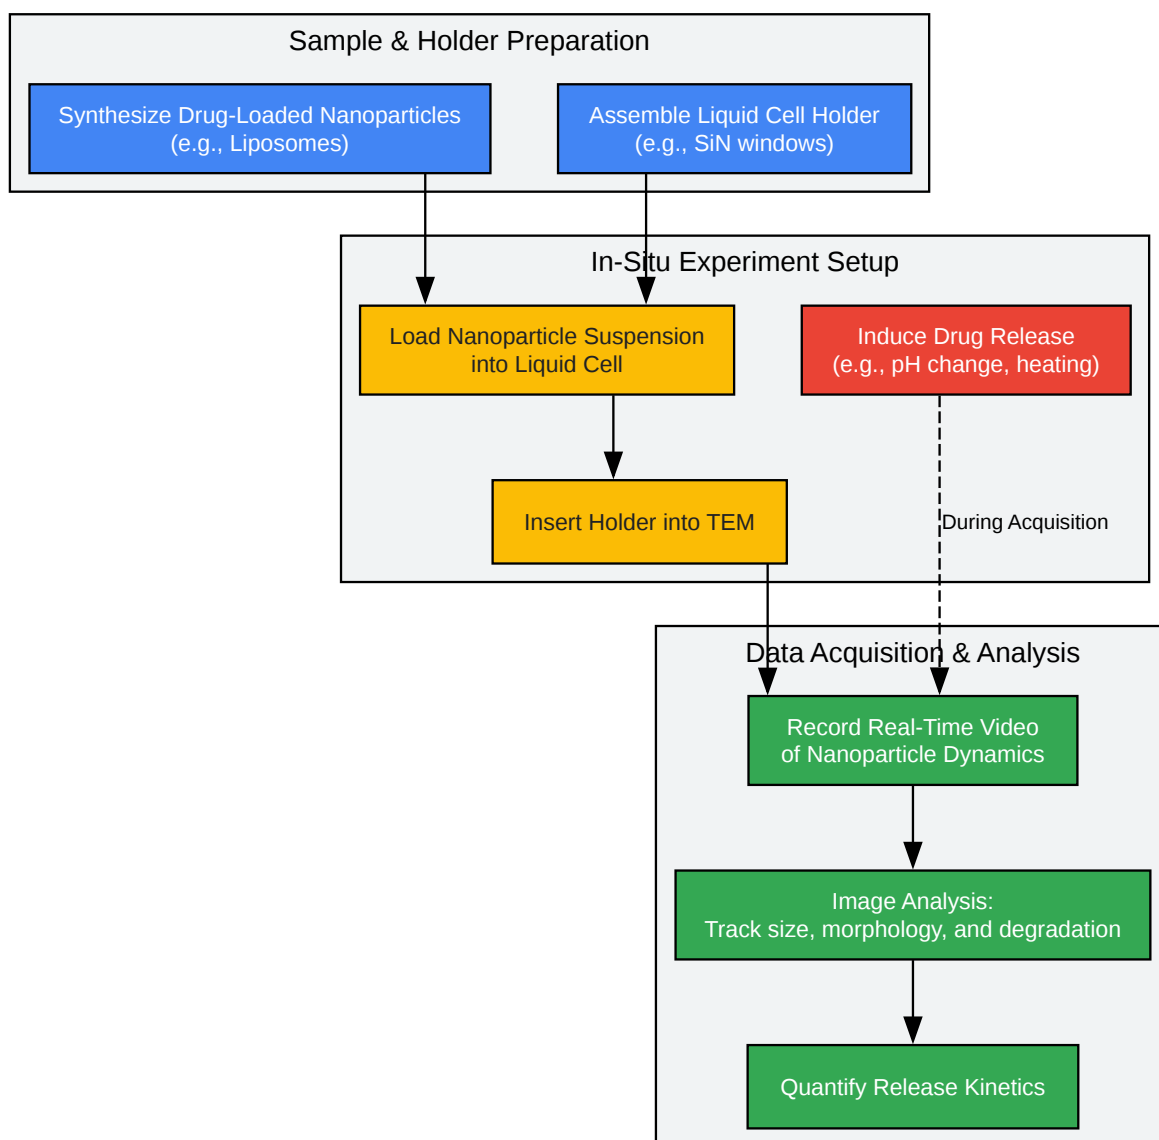 Sample & Holder Preparation
Synthesize Drug-Loaded Nanoparticles
(e.g., Liposomes)
Assemble Liquid Cell Holder
(e.g., SiN windows)
In-Situ Experiment Setup
Load Nanoparticle Suspension
into Liquid Cell
Induce Drug Release
(e.g., pH change, heating)
Insert Holder into TEM
During Acquisition
Data Acquisition & Analysis
Record Real-Time Video
of Nanoparticle Dynamics
Image Analysis:
Track size, morphology, and degradation
Quantify Release Kinetics